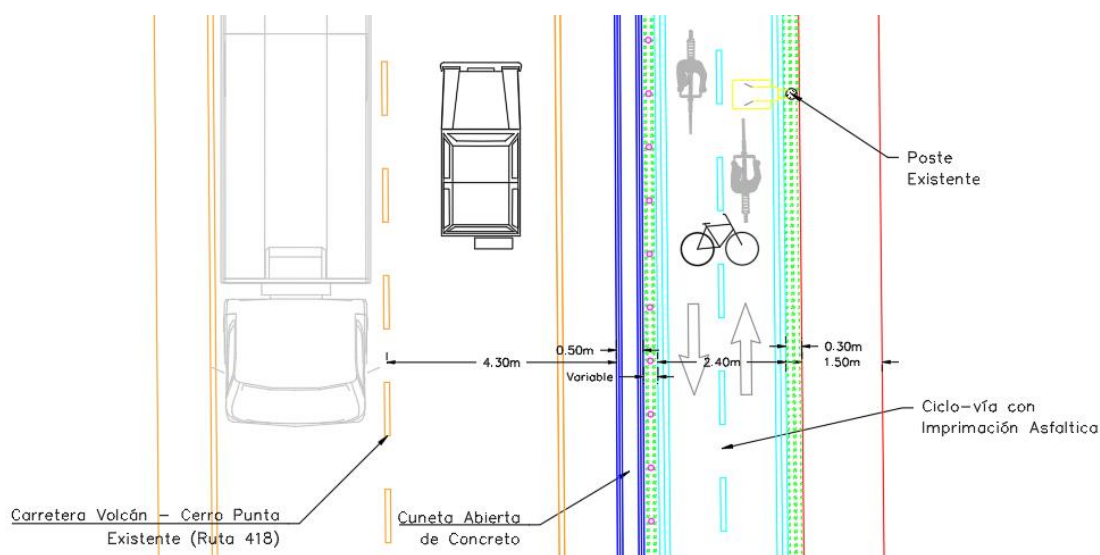 Poste
Existente
0.50m
0.30m
4.30m
2.40m
1.50m
Variable
Ciclo-vía con
Imprimación Asfaltica
Carretera Volcán - Cerro Punta
Existente (Ruta 418)
Cuneta Abierta
de Concreto